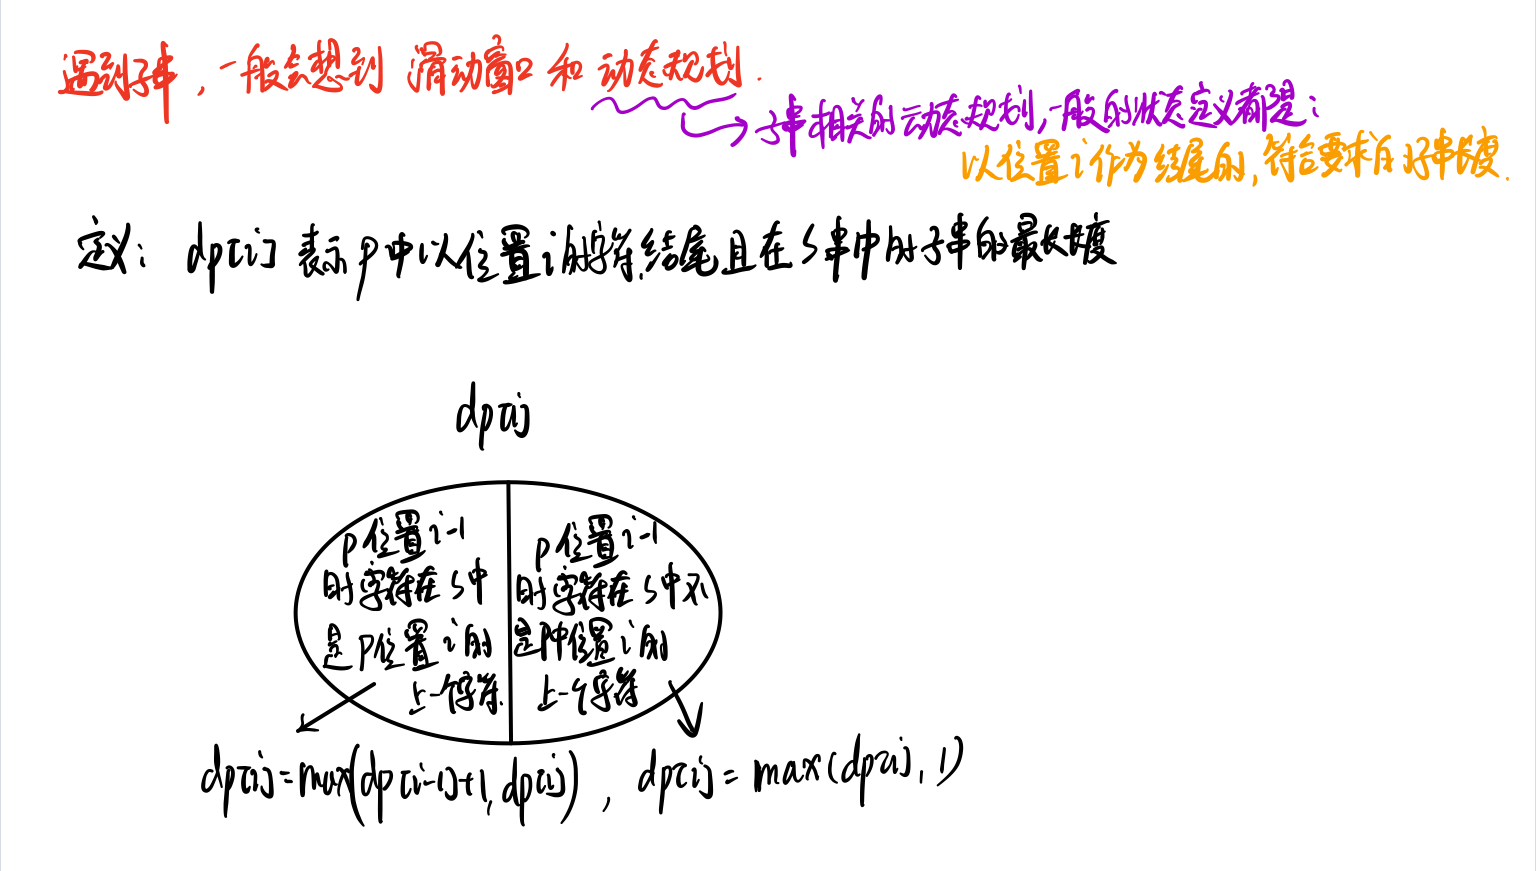 遇到子串，一般会想到 滑动窗口 和 动态规划.
子串相关的动态规划,一般的状态定义都是:
以位置i作为结尾的,符合要求的子串长度.
定义: dp[i] 表示 p 中以位置 i 的字符结尾且在 s 串中的子串的最长长度
dp[i]
p 位置 i-1
的字符在 s 中
是 p 位置 i 的
上一个字符.
p 位置 i-1
的字符在 s 中不
是p中位置 i 的
上一个字符
dp[i]=max(dp[i-1]+1, dp[i]) , dp[i] = max(dp[i], 1)